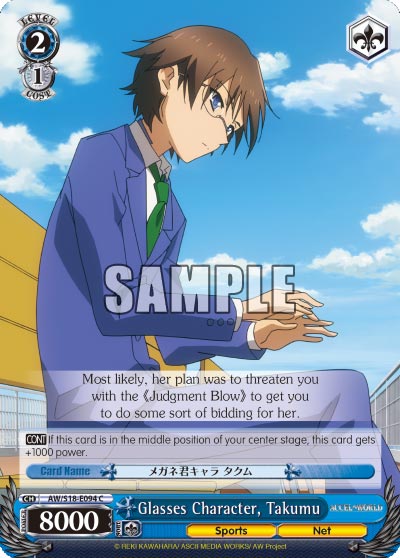 LEVEL
2
1
COST
SAMPLE
Most likely, her plan was to threaten you
with the 《Judgment Blow》 to get you
to do some sort of bidding for her.
CONT If this card is in the middle position of your center stage, this card gets
+1000 power.
Card Name
メガネ君キャラ タクム
CH AW/S18-E094 C
POWER
8000
Glasses Character, Takumu
ACCEL·WORLD
Sports
Net
© REKI KAWAHARA/ ASCII MEDIA WORKS/ AW Project